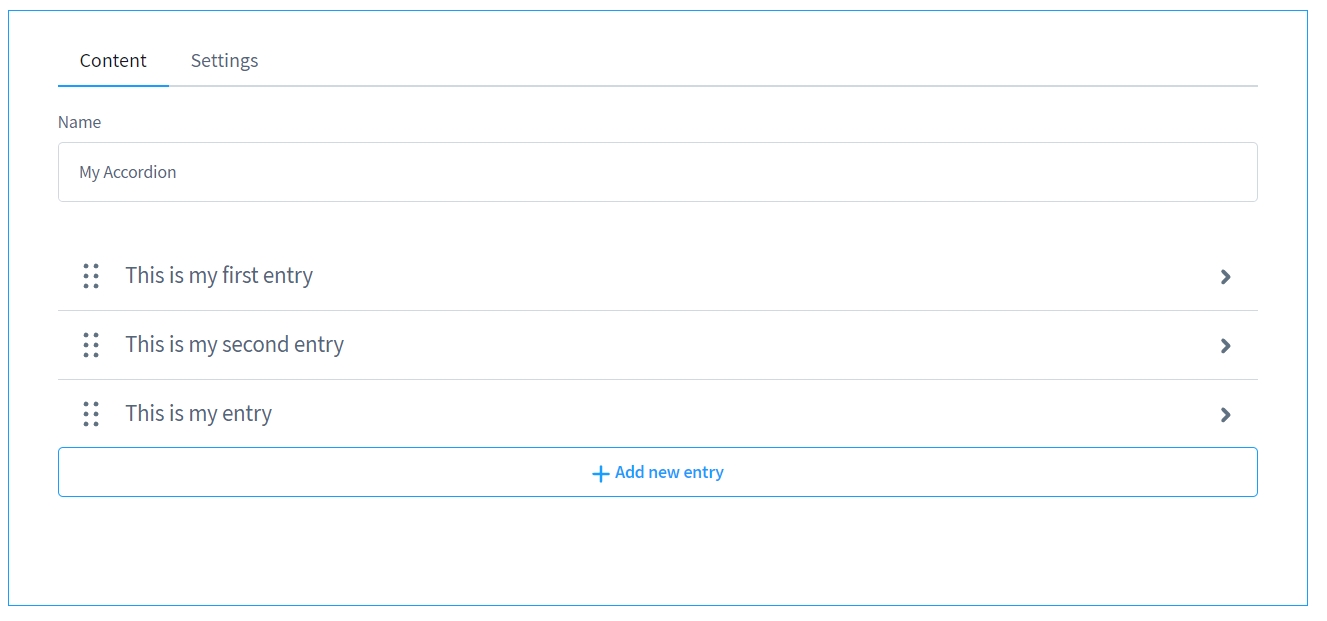 Content Settings
Name
My Accordion
This is my first entry
This is my second entry
This is my entry
Add new entry